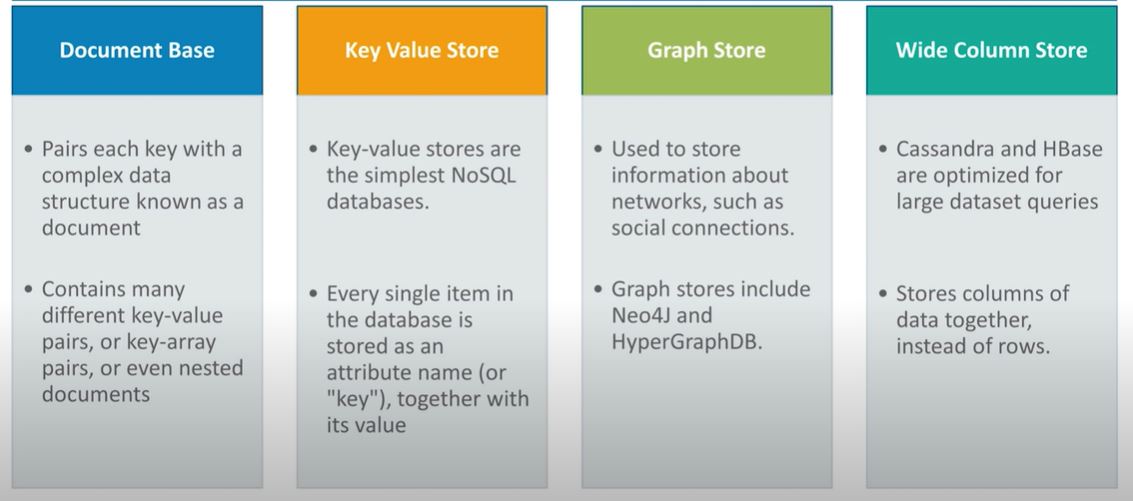 Document Base
• Pairs each key with a
complex data
structure known as a
document
• Contains many
different key-value
pairs, or key-array
pairs, or even nested
documents
Key Value Store
• Key-value stores are
the simplest NoSQL
databases.
• Every single item in
the database is
stored as an
attribute name (or
"key"), together with
its value
Graph Store
• Used to store
information about
networks, such as
social connections.
• Graph stores include
Neo4J and
HyperGraphDB.
Wide Column Store
• Cassandra and HBase
are optimized for
large dataset queries
• Stores columns of
data together,
instead of rows.